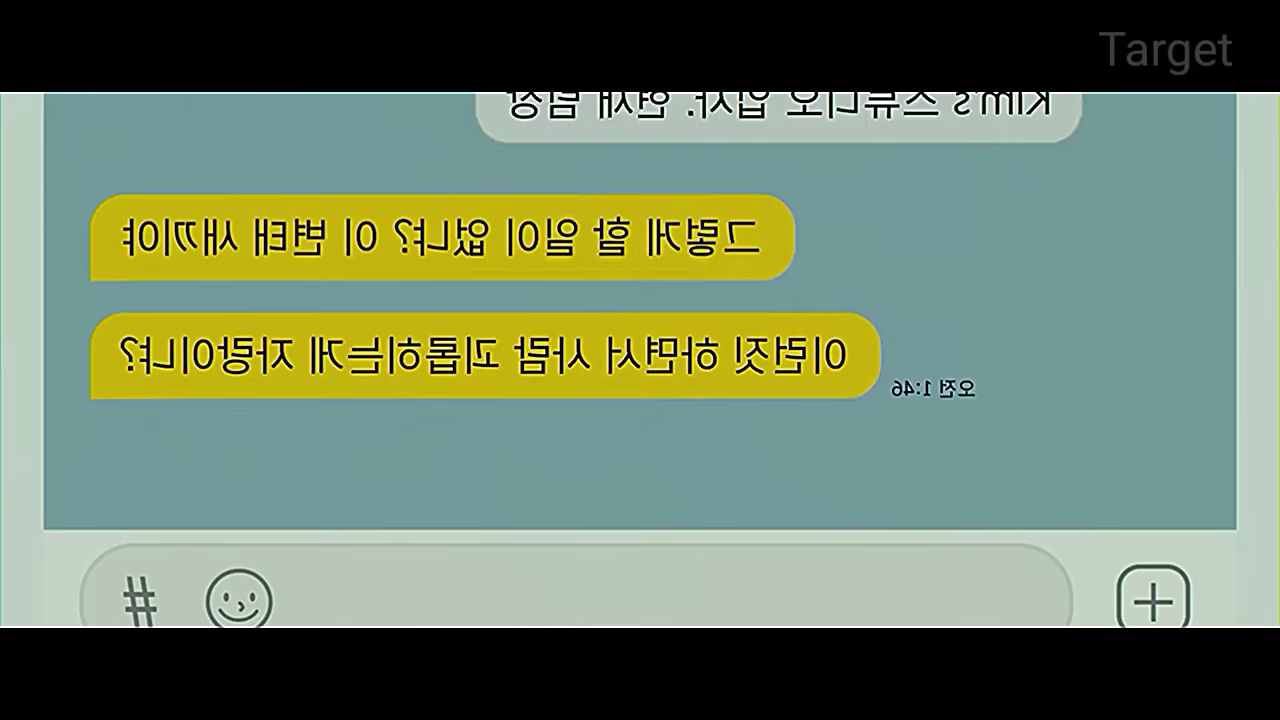 Target
Kim's 스튜디오 입사. 현재 팀장
그렇게 할 일이 없냐? 이 변태 새끼야
이런짓 하면서 사람 괴롭히는게 자랑이냐?
오전 1:46
#